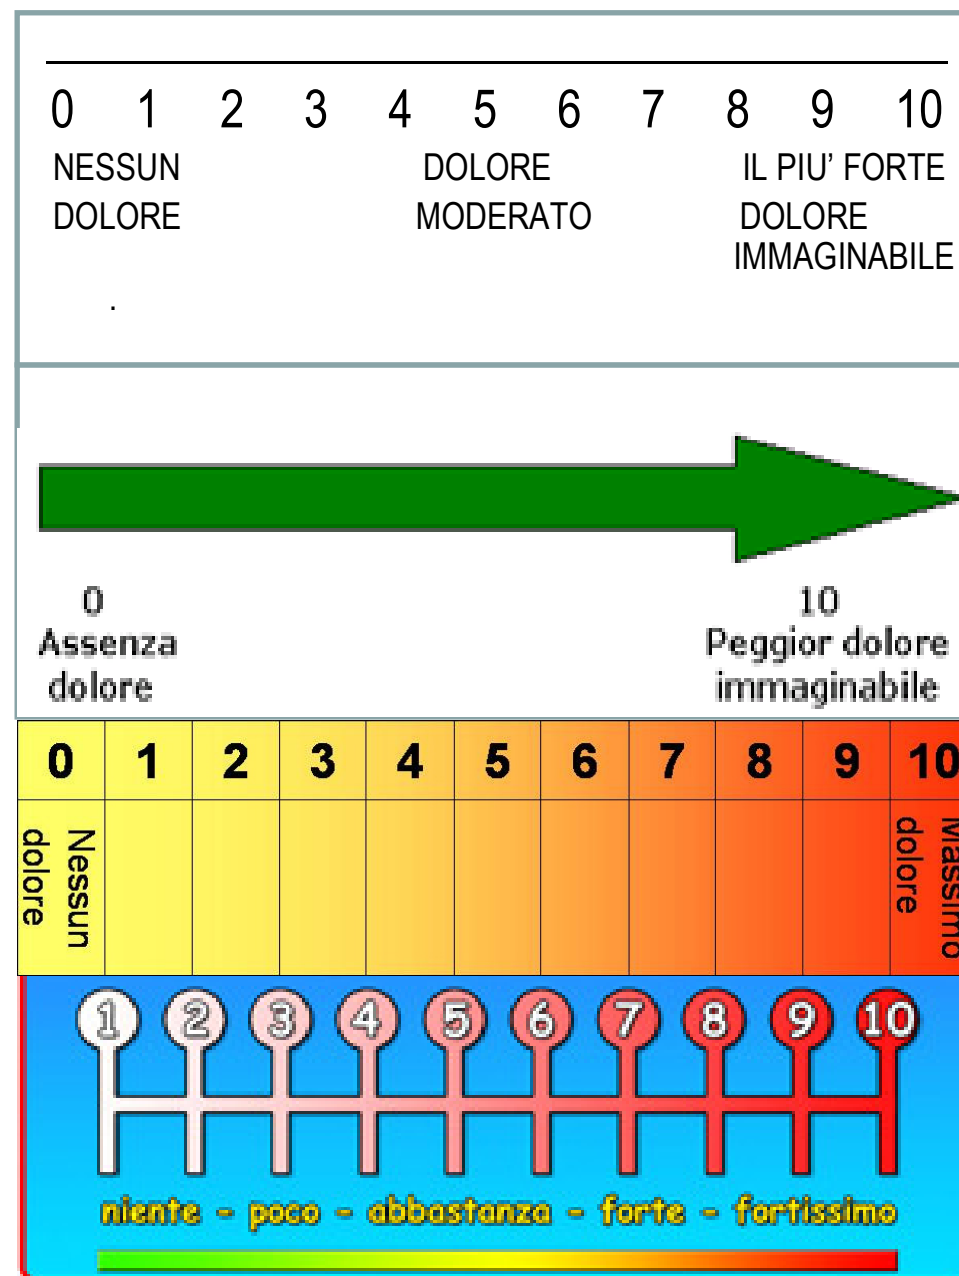 0 1 2 3 4 5 6 7 8 9 10
NESSUN DOLORE IL PIU’ FORTE
DOLORE MODERATO DOLORE
IMMAGINABILE
.
0 10
Assenza Peggior dolore
dolore immaginabile
0 1 2 3 4 5 6 7 8 9 10
Nessun
dolore
Massimo
dolore
1 2 3 4 5 6 7 8 9 10
niente - poco - abbastanza - forte - fortissimo